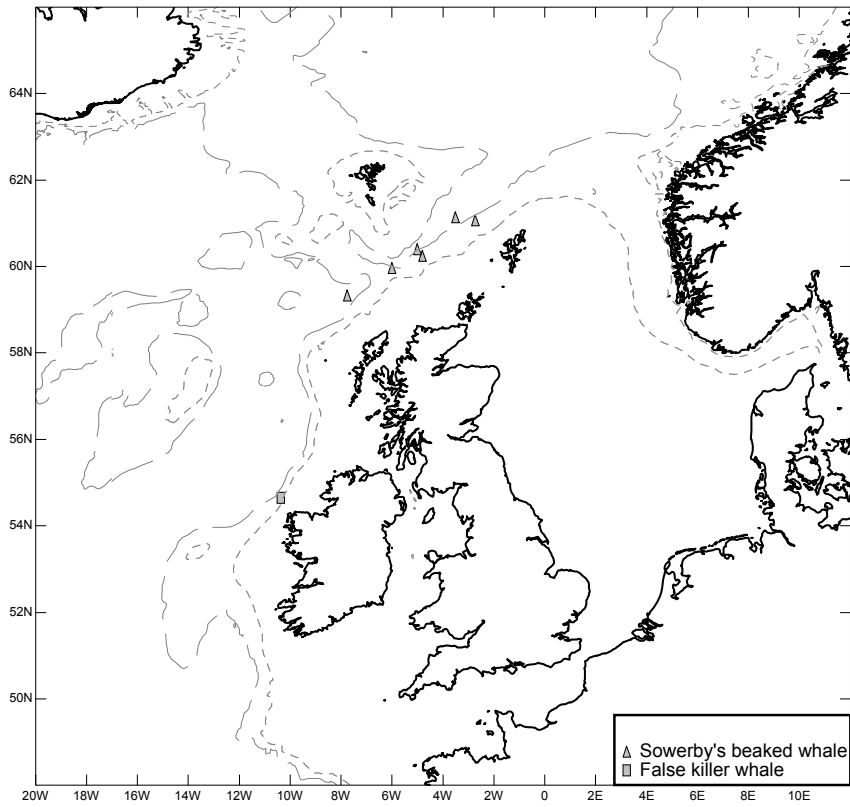 64N
62N
60N
58N
56N
54N
52N
50N
Sowerby's beaked whale
False killer whale
20W 18W 16W 14W 12W 10W 8W 6W 4W 2W 0 2E 4E 6E 8E 10E